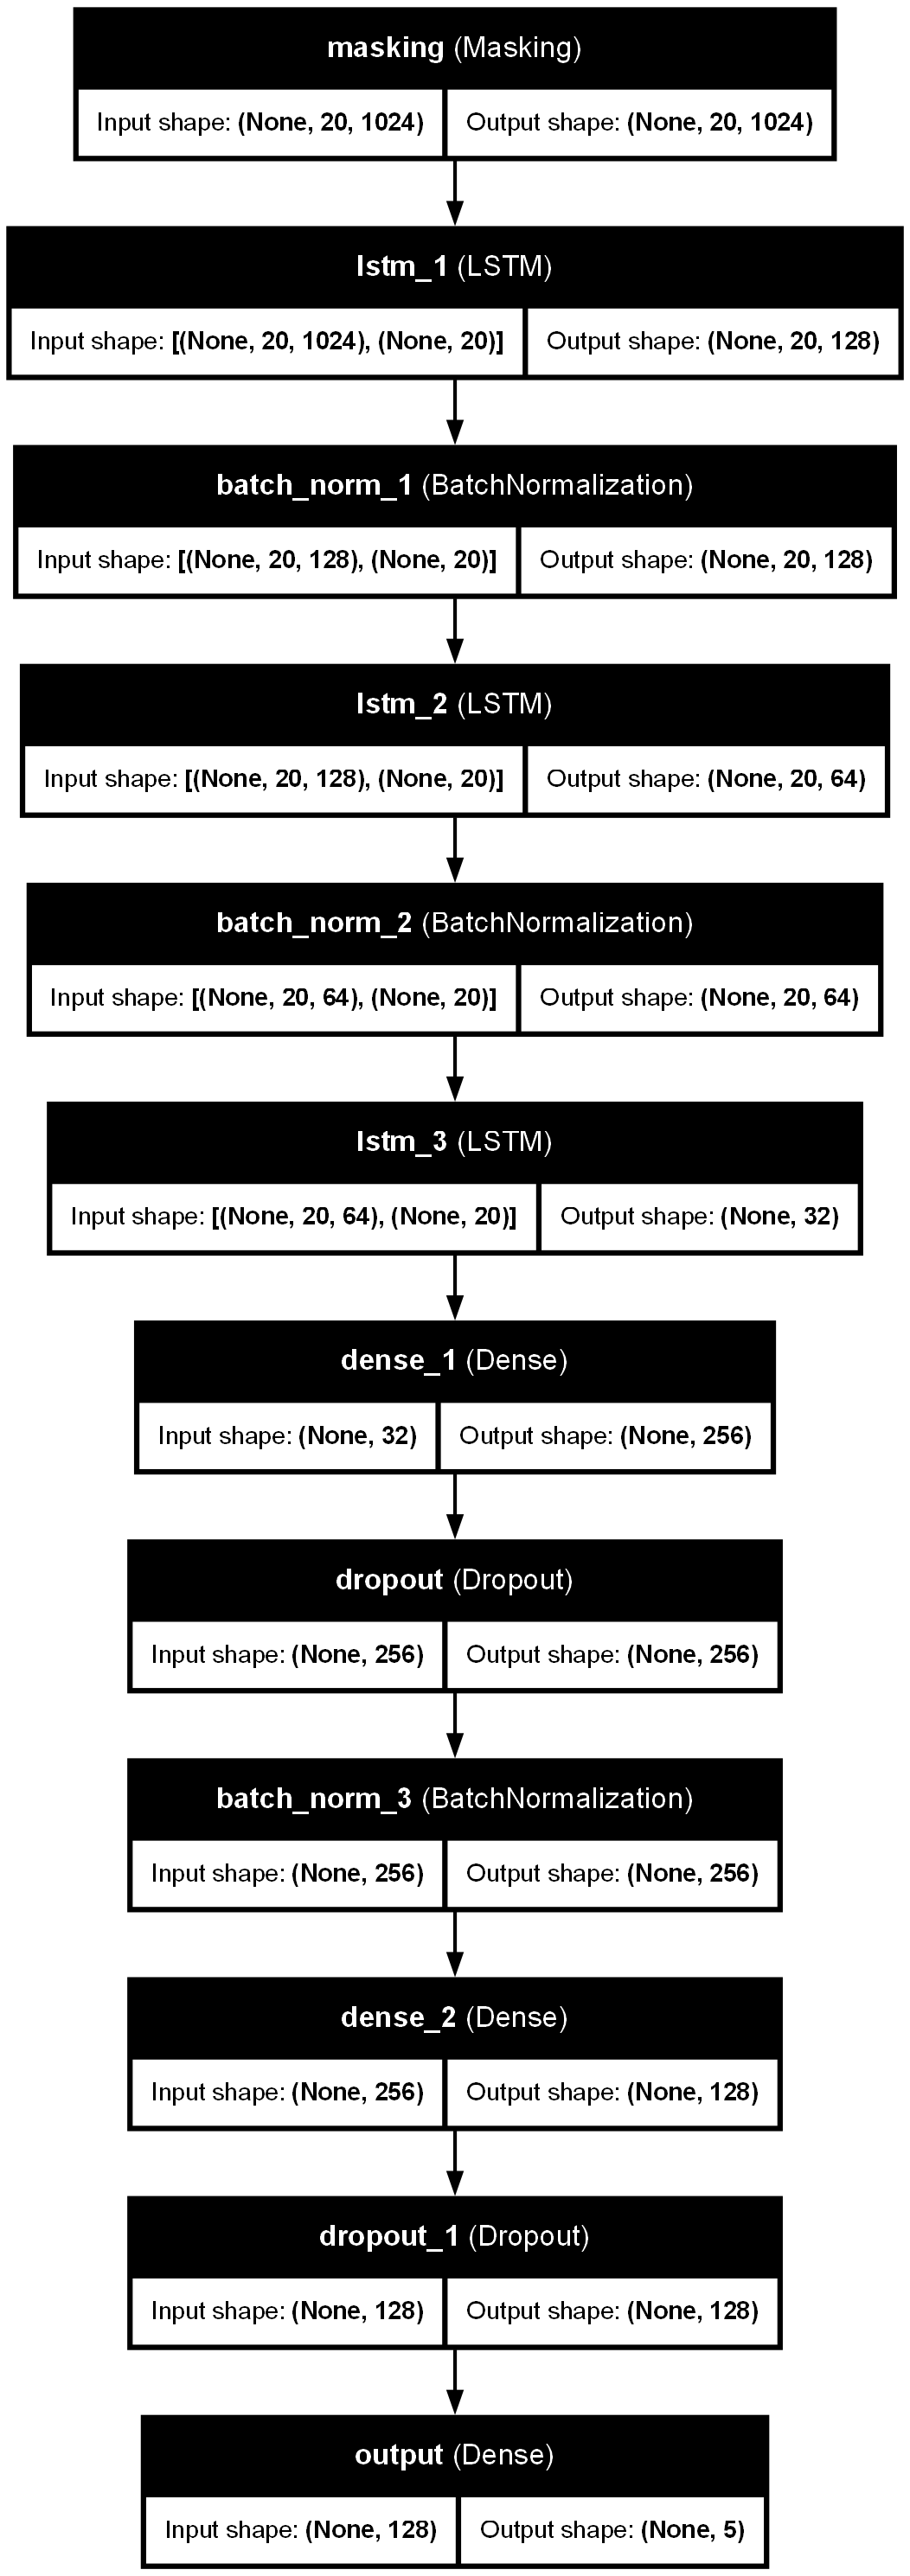 masking (Masking)
Input shape: (None, 20, 1024) Output shape: (None, 20, 1024)
lstm_1 (LSTM)
Input shape: [(None, 20, 1024), (None, 20)] Output shape: (None, 20, 128)
batch_norm_1 (BatchNormalization)
Input shape: [(None, 20, 128), (None, 20)] Output shape: (None, 20, 128)
lstm_2 (LSTM)
Input shape: [(None, 20, 128), (None, 20)] Output shape: (None, 20, 64)
batch_norm_2 (BatchNormalization)
Input shape: [(None, 20, 64), (None, 20)] Output shape: (None, 20, 64)
lstm_3 (LSTM)
Input shape: [(None, 20, 64), (None, 20)] Output shape: (None, 32)
dense_1 (Dense)
Input shape: (None, 32) Output shape: (None, 256)
dropout (Dropout)
Input shape: (None, 256) Output shape: (None, 256)
batch_norm_3 (BatchNormalization)
Input shape: (None, 256) Output shape: (None, 256)
dense_2 (Dense)
Input shape: (None, 256) Output shape: (None, 128)
dropout_1 (Dropout)
Input shape: (None, 128) Output shape: (None, 128)
output (Dense)
Input shape: (None, 128) Output shape: (None, 5)